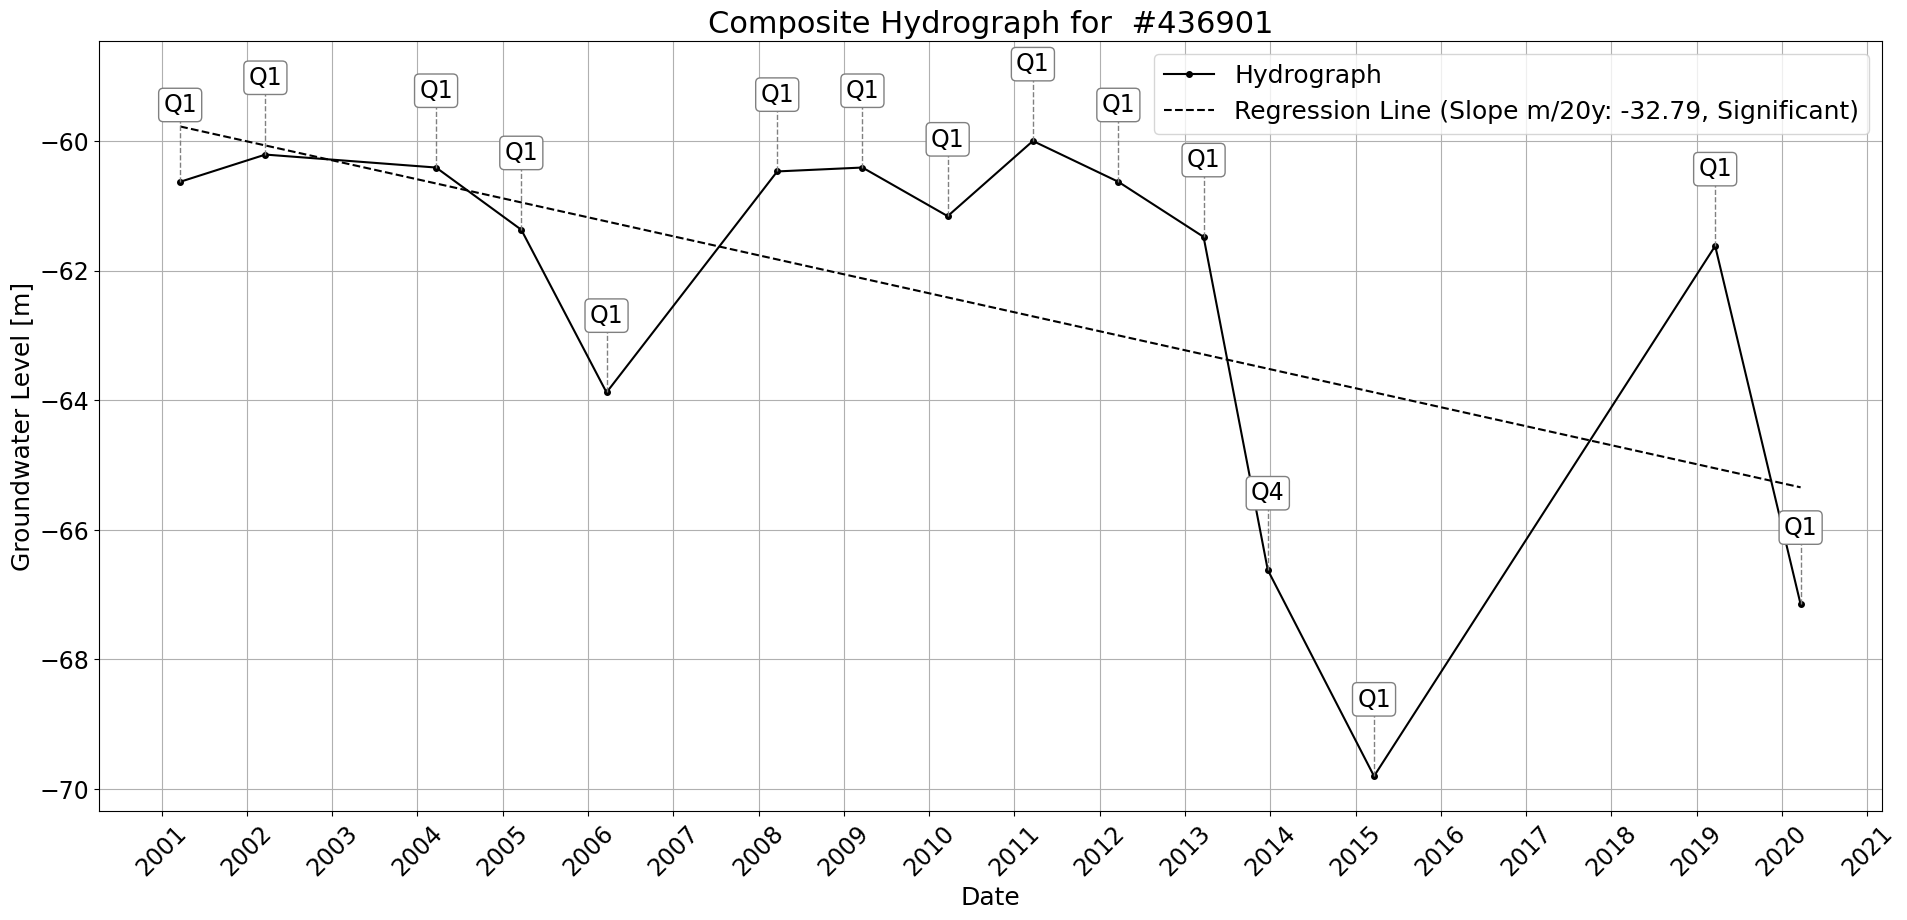 Composite Hydrograph for  #436901
Hydrograph
Regression Line (Slope m/20y: -32.79, Significant)
Q1
Q1
Q1
Q1
Q1
Q1
Q1
Q1
Q1
Q1
Q1
Q4
Q1
Q1
Q1
Groundwater Level [m]
−60
−62
−64
−66
−68
−70
2001
2002
2003
2004
2005
2006
2007
2008
2009
2010
2011
2012
2013
2014
2015
2016
2017
2018
2019
2020
2021
Date